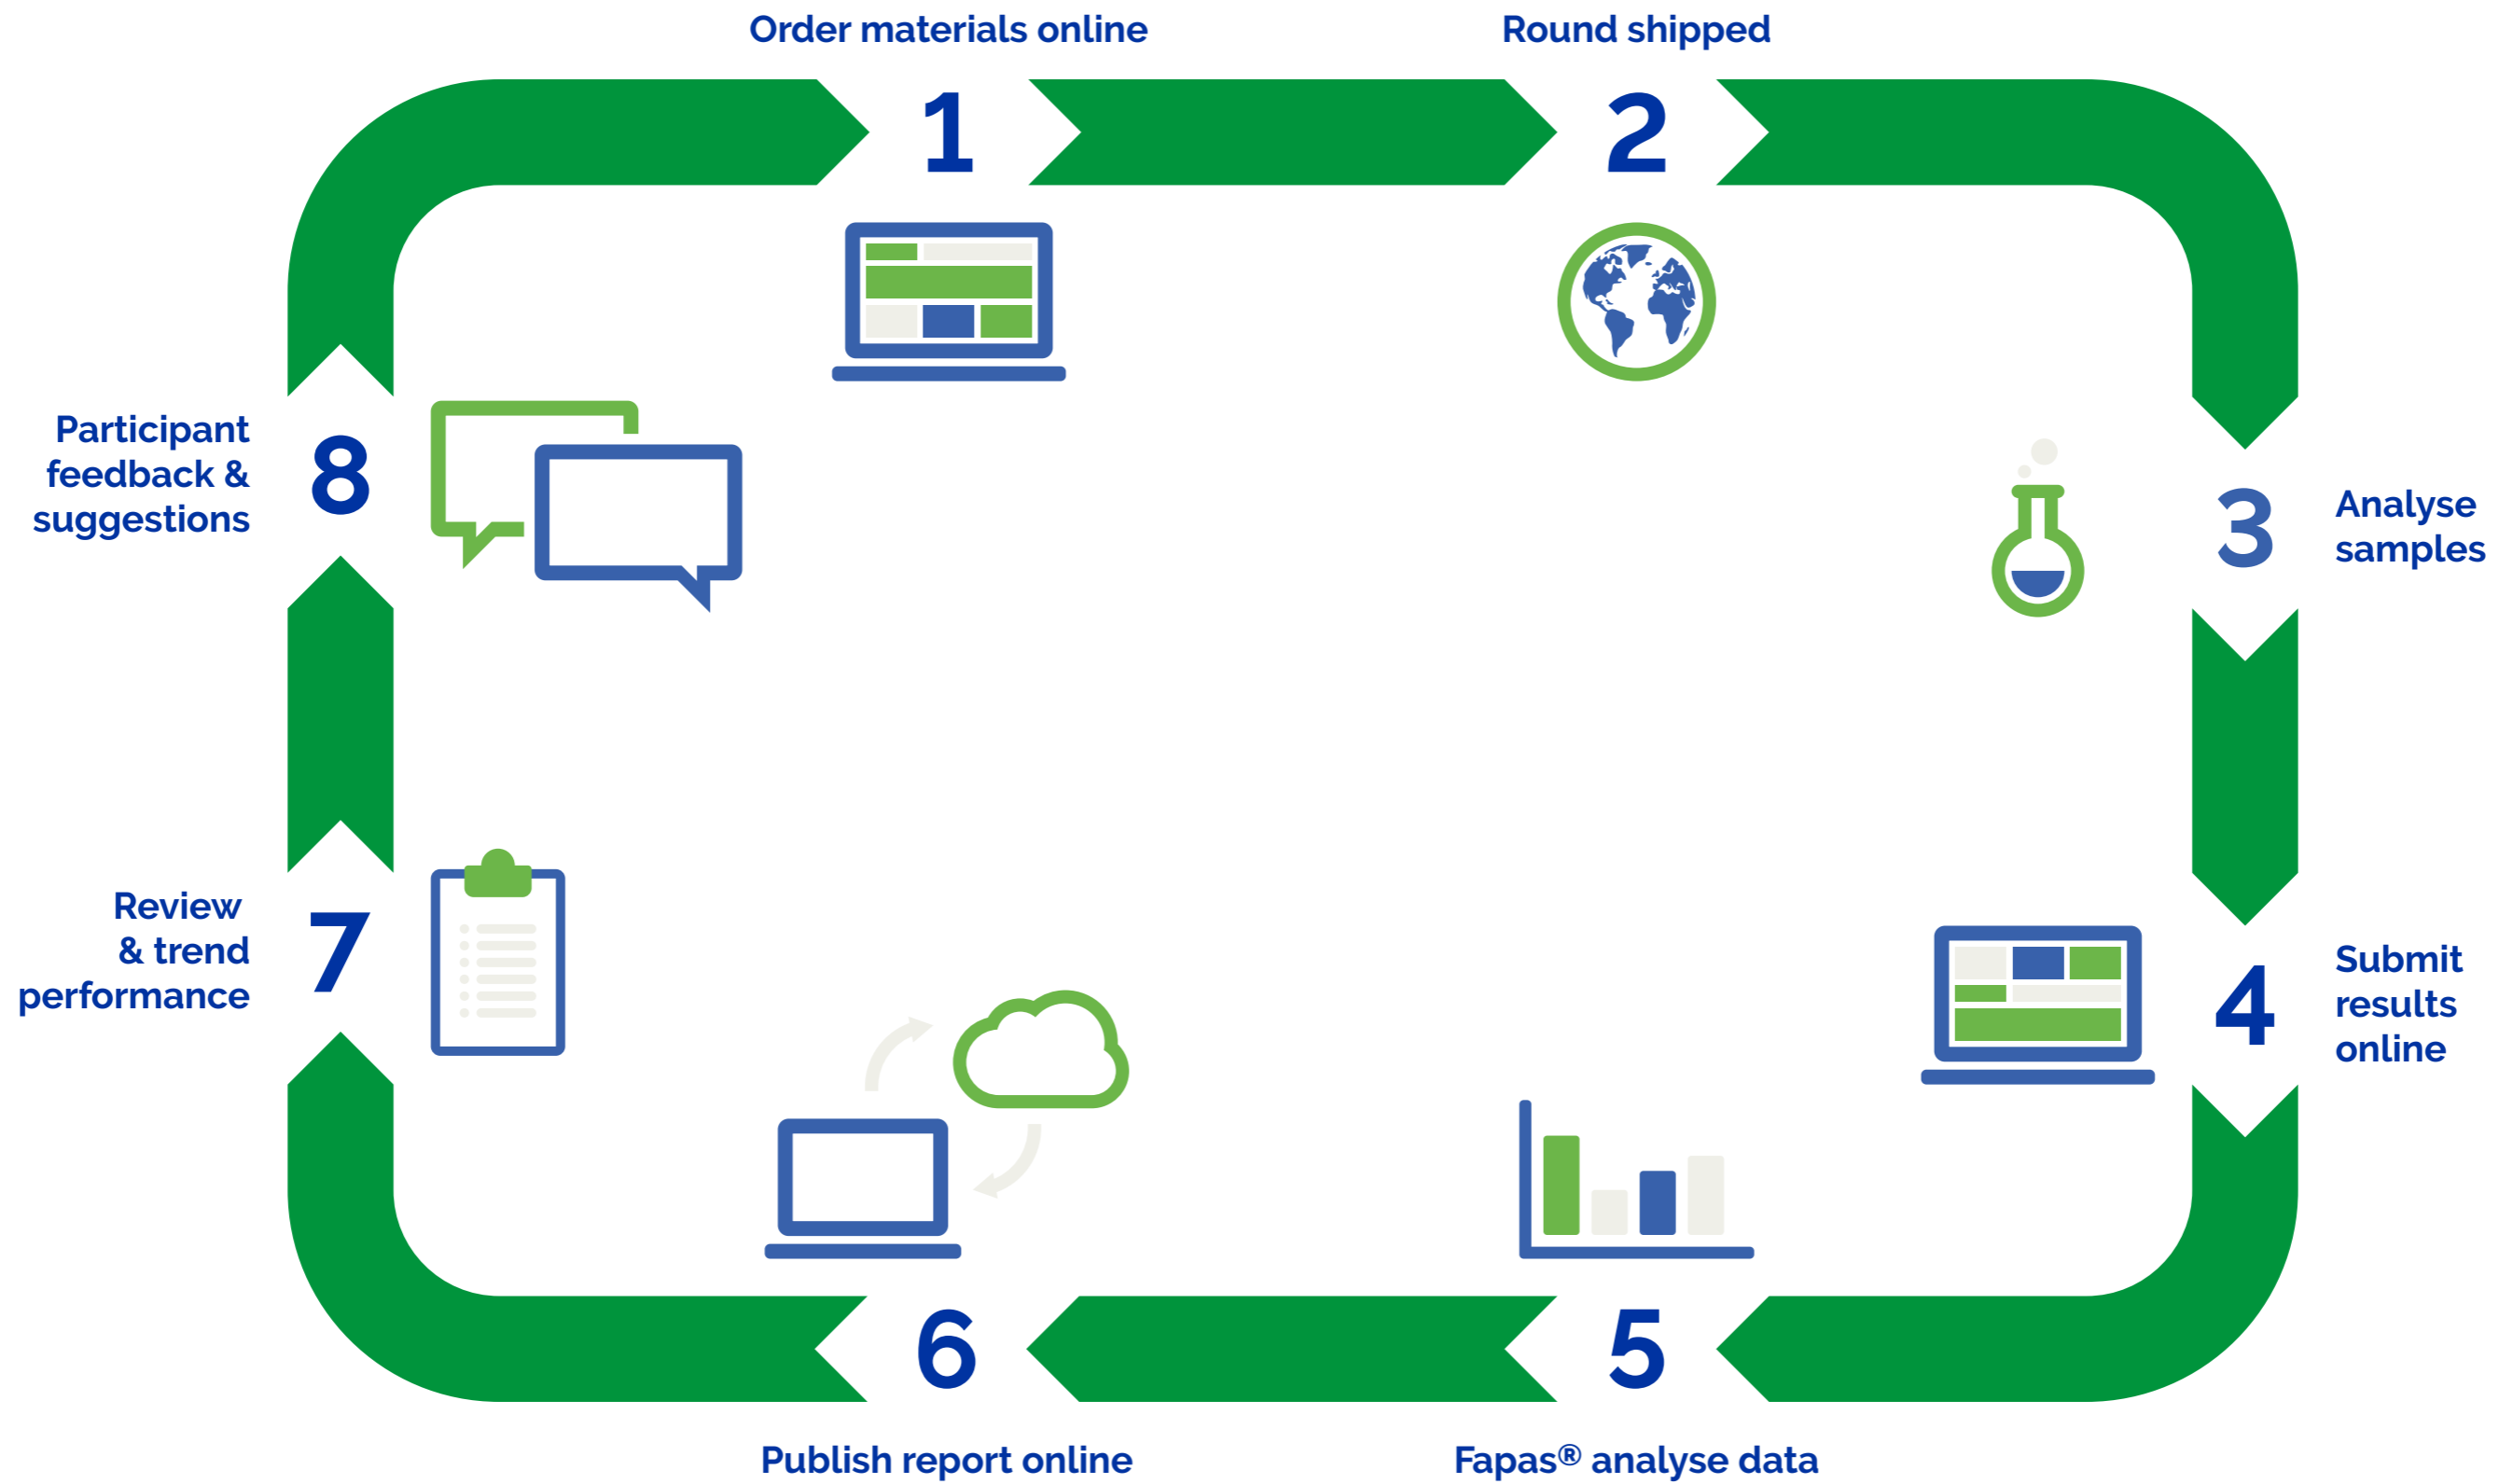 Order materials online
1
Round shipped
2
3
Analyse
samples
4
Submit
results
online
5
Fapas® analyse data
6
Publish report online
7
Review
& trend
performance
8
Participant
feedback &
suggestions